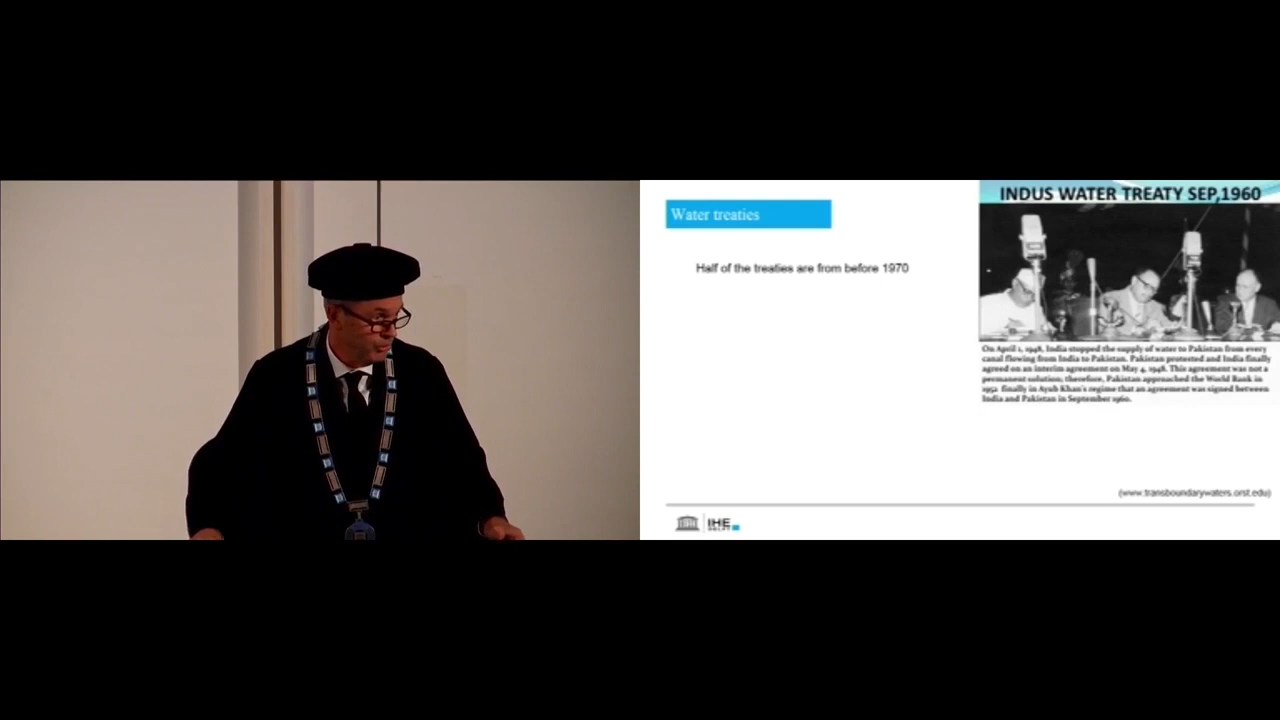 Water treaties
Half of the treaties are from before 1970
INDUS WATER TREATY SEP,1960
On April 1, 1948, India stopped the supply of water to Pakistan from every
canal flowing from India to Pakistan. Pakistan protested and India finally
agreed on an interim agreement on May 4, 1948. This agreement was not a
permanent solution; therefore, Pakistan approached the World Bank in
1952 finally in Ayub Khan's regime that an agreement was signed between
India and Pakistan in September 1960.
(www.transboundarywaters.orst.edu)
IHE
DELFT